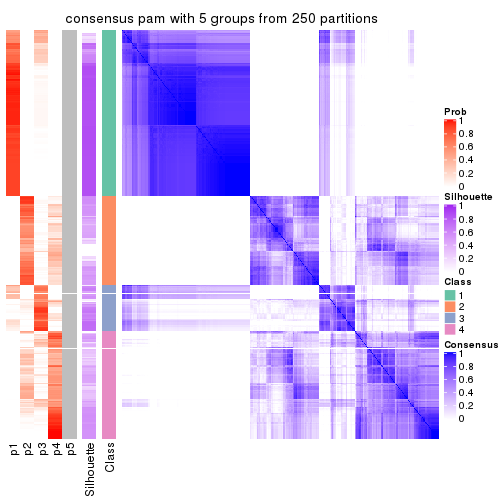 consensus pam with 5 groups from 250 partitions
Prob
1
0.8
0.6
0.4
0.2
0
Silhouette
1
0.8
0.6
0.4
0.2
0
Class
1
2
3
4
Consensus
1
0.8
0.6
0.4
0.2
0
p1
p2
p3
p4
p5
Silhouette
Class